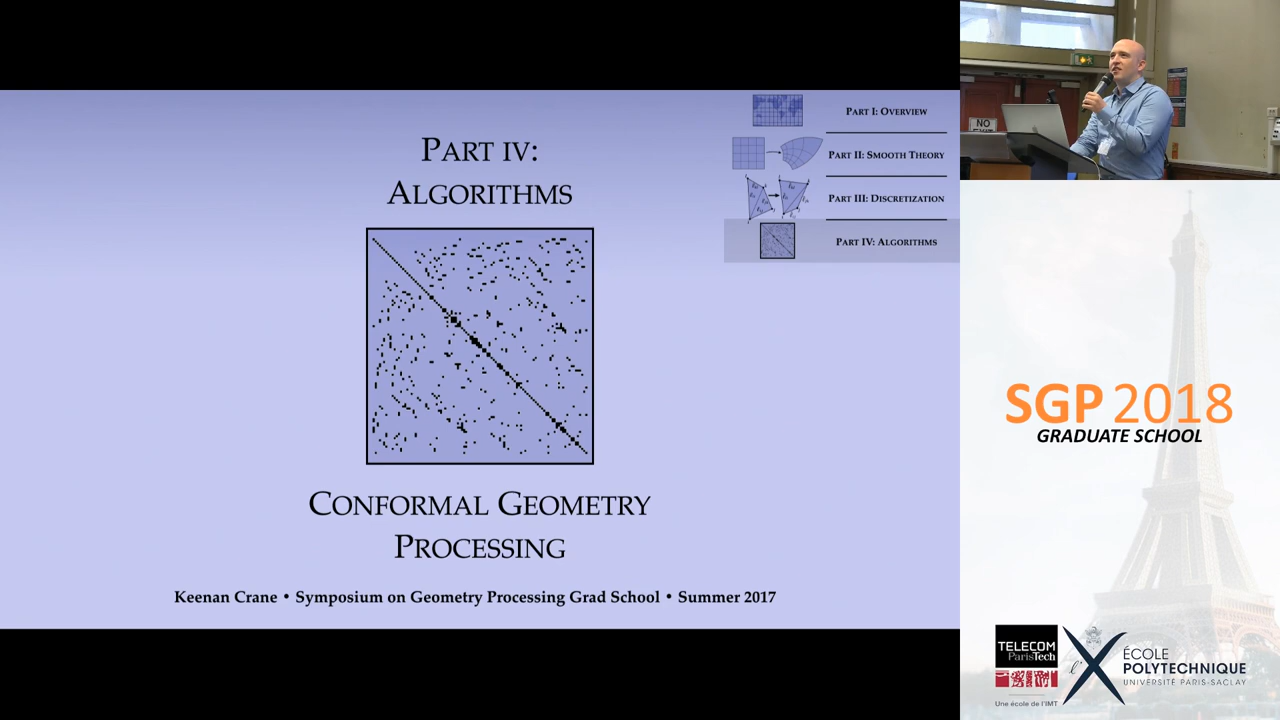 PART IV:
ALGORITHMS
CONFORMAL GEOMETRY
PROCESSING
Keenan Crane • Symposium on Geometry Processing Grad School • Summer 2017
PART I: OVERVIEW
PART II: SMOOTH THEORY
PART III: DISCRETIZATION
PART IV: ALGORITHMS
NO
EXIT
SGP 2018
GRADUATE SCHOOL
TELECOM
ParisTech
Une école de l'IMT
l'X
ÉCOLE
POLYTECHNIQUE
UNIVERSITÉ PARIS-SACLAY